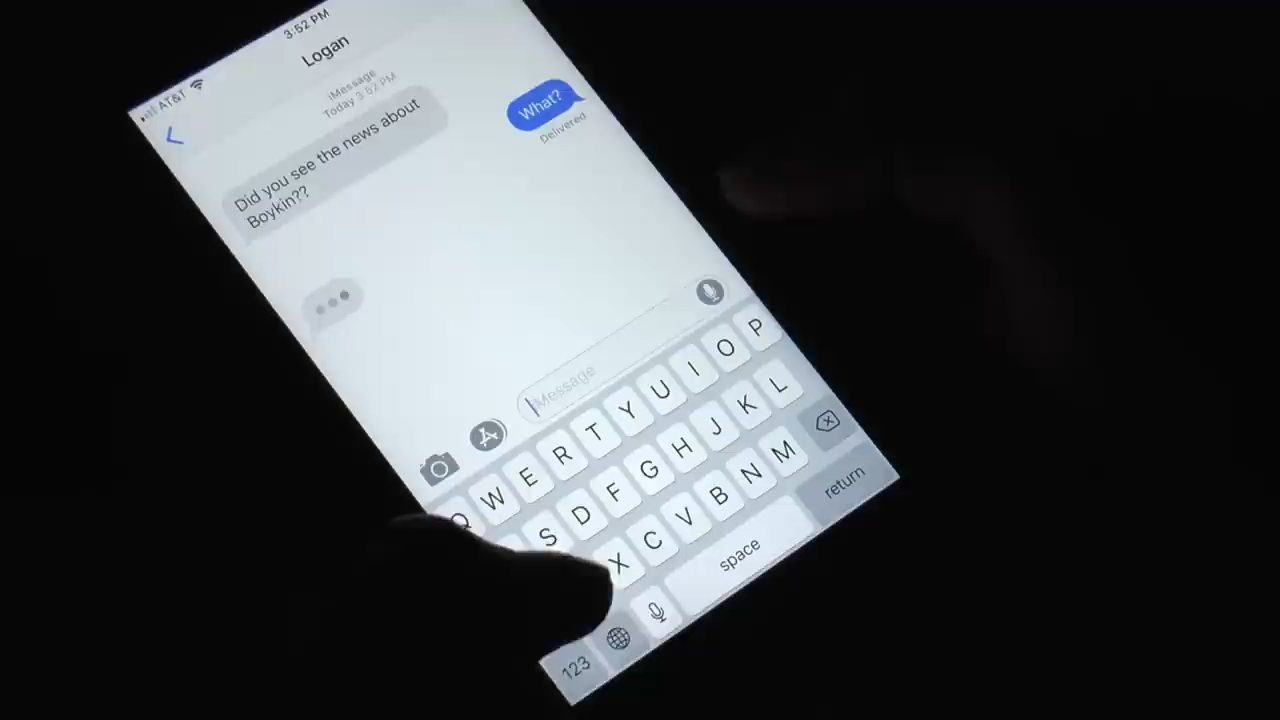 3:52 PM
AT&T
Logan
iMessage
Today 3:52 PM
Did you see the news about
Boykin??
What?
Delivered
iMessage
Q W E R T Y U I O P
S D F G H J K L
X C V B N M
123 space return